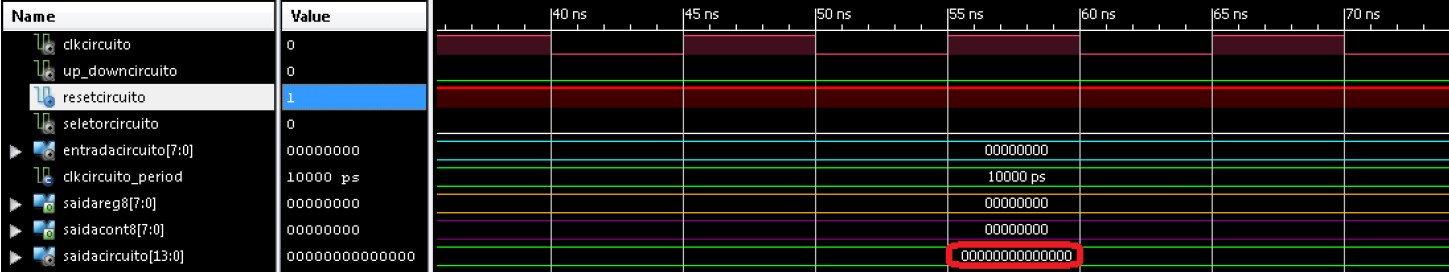 Name Value 40 ns 45 ns 50 ns 55 ns 60 ns 65 ns 70 ns
clkcircuito 0
up_downcircuito 0
resetcircuito 1
seletorcircuito 0
entradacircuito[7:0] 00000000 00000000
clkcircuito_period 10000 ps 10000 ps
saidareg8[7:0] 00000000 00000000
saidacont8[7:0] 00000000 00000000
saidacircuito[13:0] 00000000000000 00000000000000